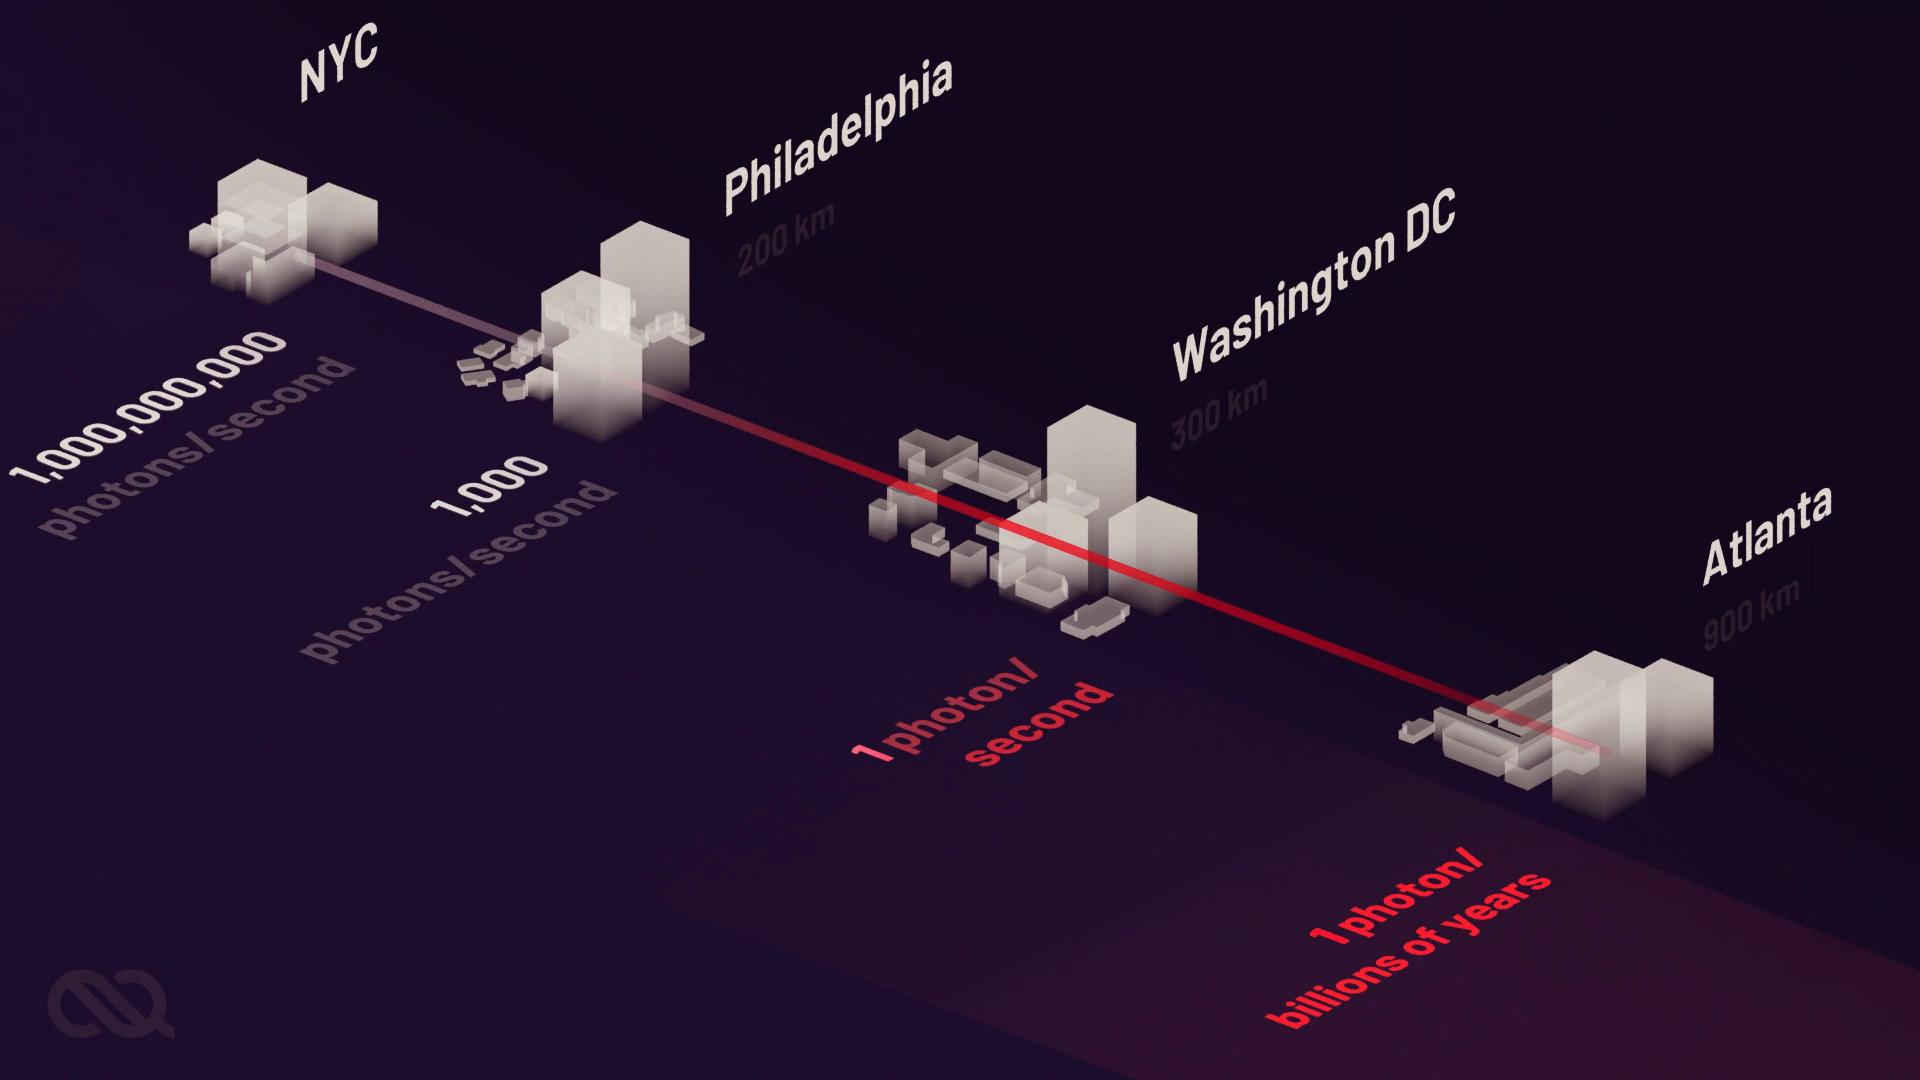 NYC
1,000,000,000
photons/second
Philadelphia
200 km
1,000
photons/second
Washington DC
300 km
1 photon/
second
Atlanta
900 km
1 photon/
billions of years